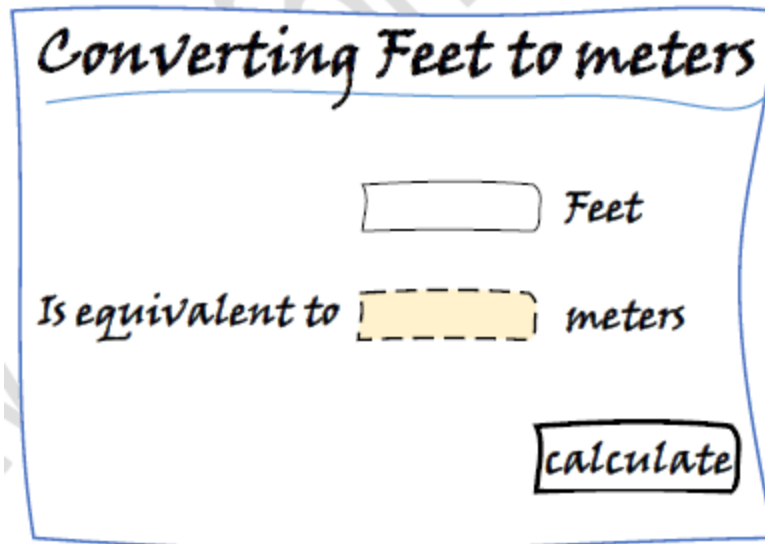 Converting Feet to meters
Feet
Is equivalent to meters
calculate